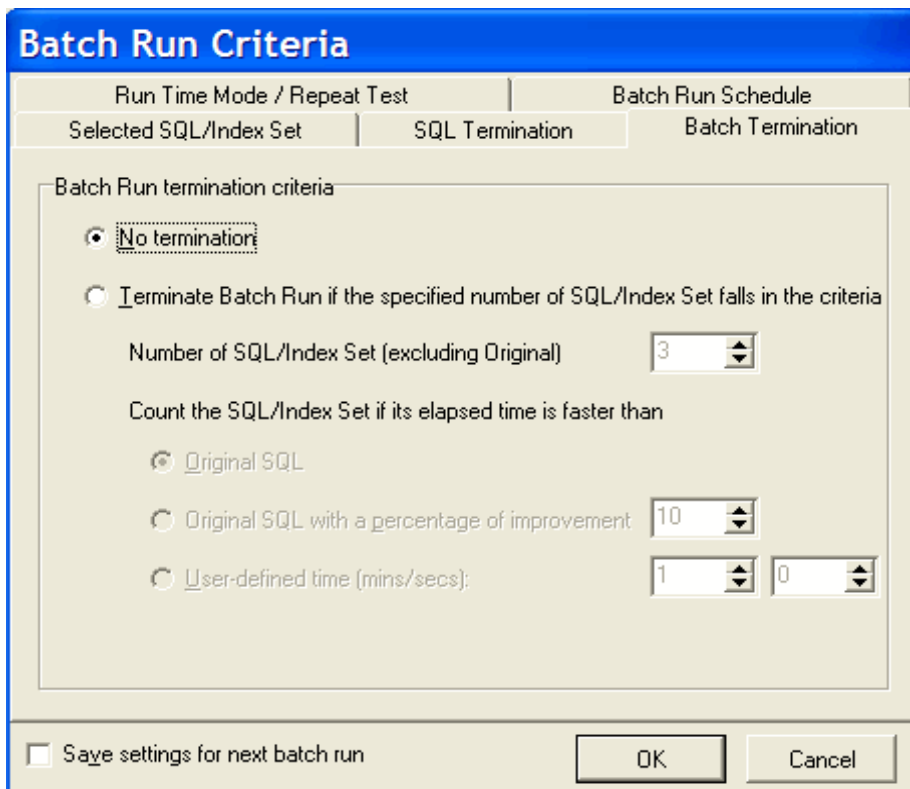 Batch Run Criteria
Run Time Mode / Repeat Test
Batch Run Schedule
Selected SQL/Index Set
SQL Termination
Batch Termination
Batch Run termination criteria
No termination
Terminate Batch Run if the specified number of SQL/Index Set falls in the criteria
Number of SQL/Index Set (excluding Original) 3
Count the SQL/Index Set if its elapsed time is faster than
Original SQL
Original SQL with a percentage of improvement 10
User-defined time (mins/secs): 1 0
Save settings for next batch run
OK
Cancel